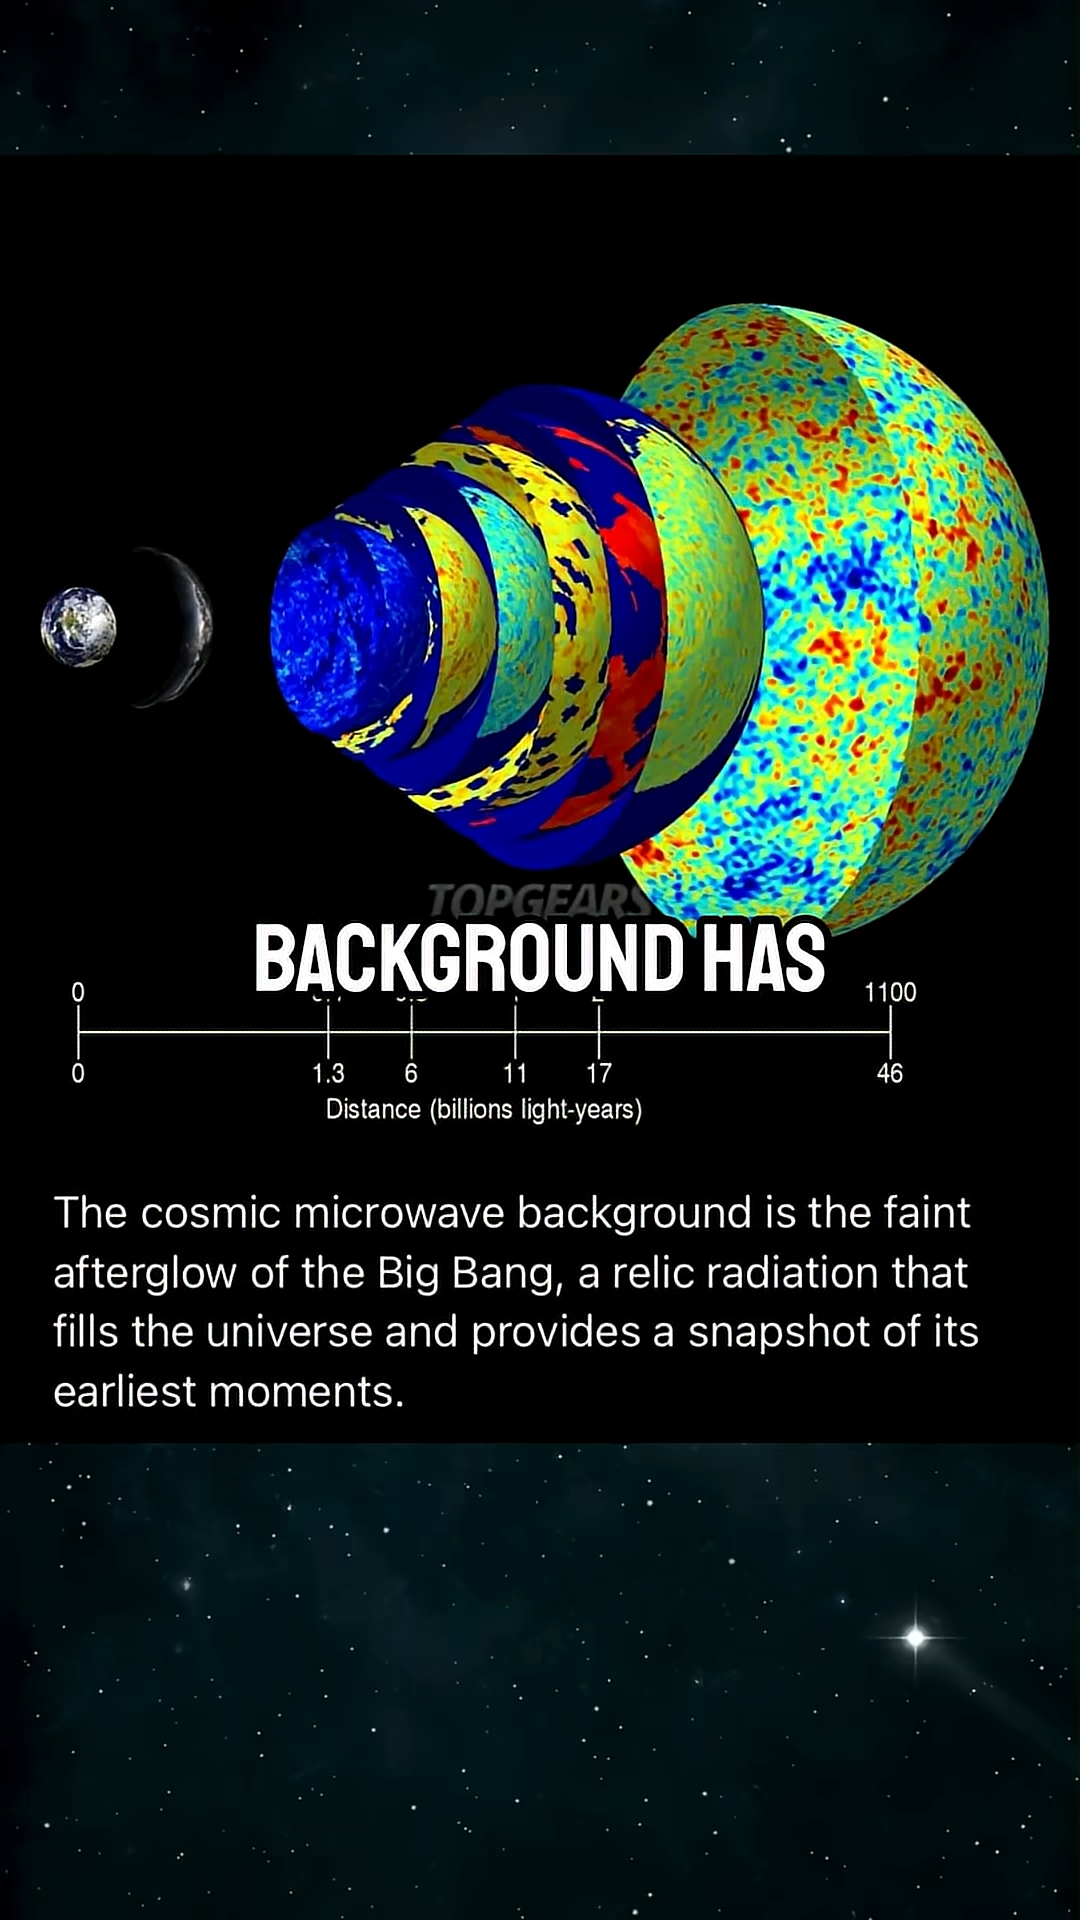 TOPGEARS
BACKGROUND HAS
0 1100
0 1.3 6 11 17 46
Distance (billions light-years)
The cosmic microwave background is the faint
afterglow of the Big Bang, a relic radiation that
fills the universe and provides a snapshot of its
earliest moments.